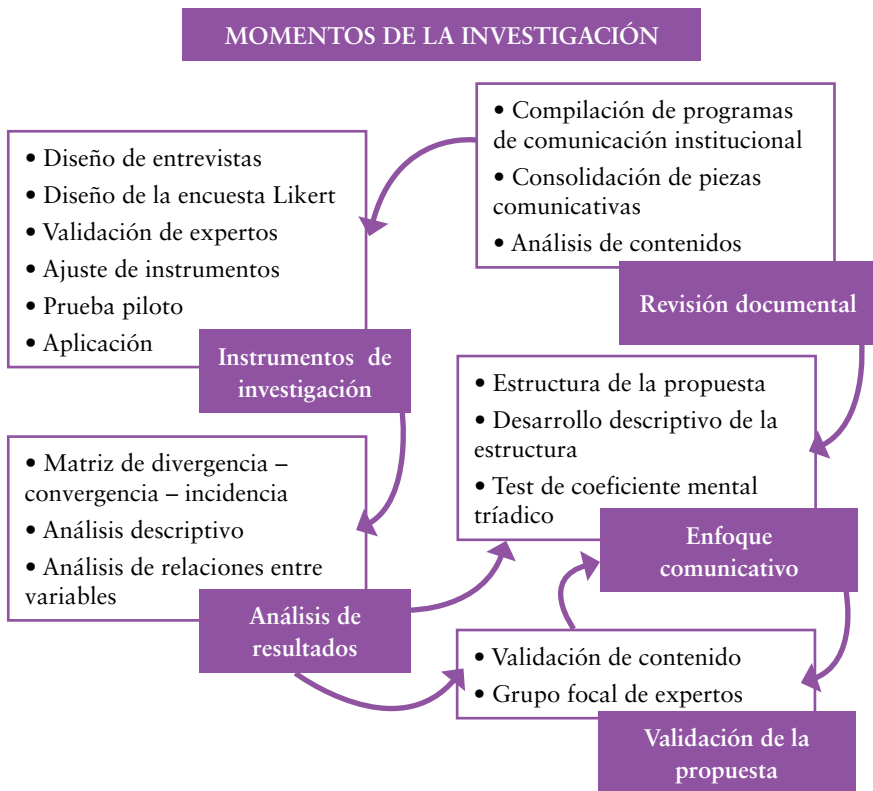 MOMENTOS DE LA INVESTIGACIÓN
• Compilación de programas
de comunicación institucional
• Consolidación de piezas
comunicativas
• Análisis de contenidos
Revisión documental
• Diseño de entrevistas
• Diseño de la encuesta Likert
• Validación de expertos
• Ajuste de instrumentos
• Prueba piloto
• Aplicación
Instrumentos de
investigación
• Estructura de la propuesta
• Desarrollo descriptivo de la
estructura
• Test de coeficiente mental
tríadico
Enfoque
comunicativo
• Matriz de divergencia –
convergencia – incidencia
• Análisis descriptivo
• Análisis de relaciones entre
variables
Análisis de
resultados
• Validación de contenido
• Grupo focal de expertos
Validación de la
propuesta